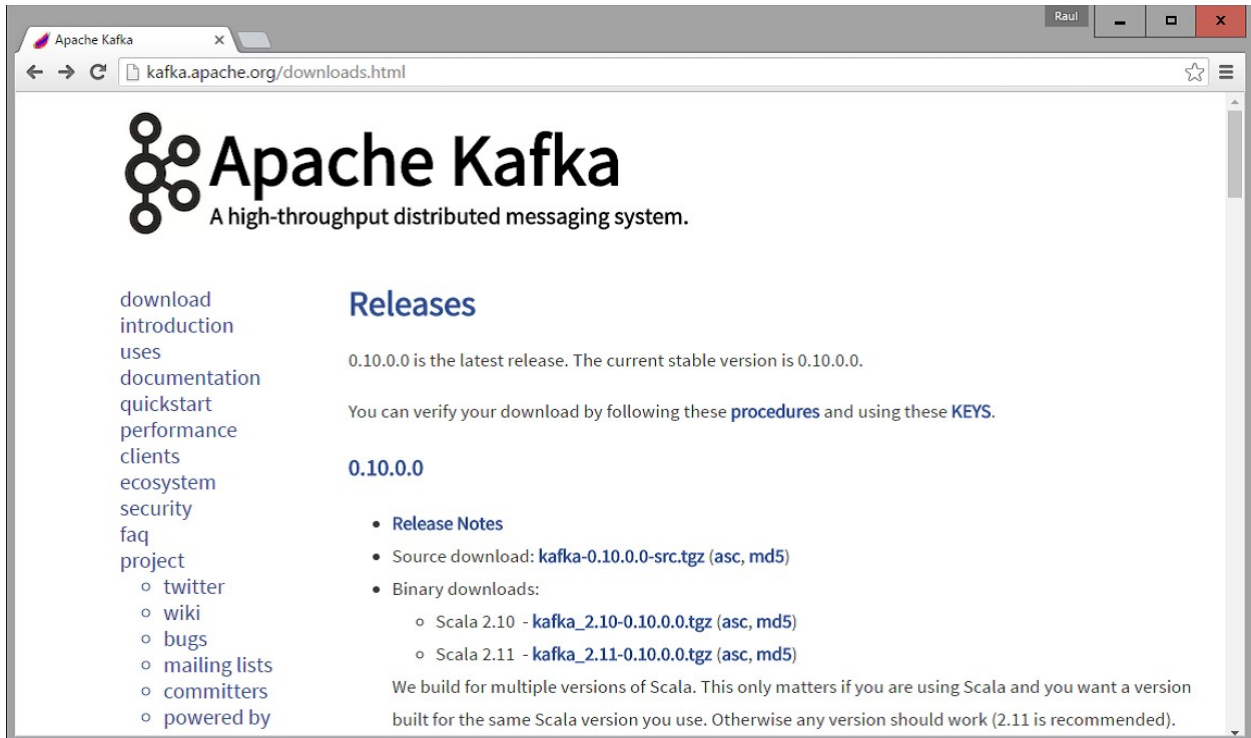 Raul
Apache Kafka
kafka.apache.org/downloads.html
Apache Kafka
A high-throughput distributed messaging system.
download
introduction
uses
documentation
quickstart
performance
clients
ecosystem
security
faq
project
twitter
wiki
bugs
mailing lists
committers
powered by
Releases
0.10.0.0 is the latest release. The current stable version is 0.10.0.0.
You can verify your download by following these procedures and using these KEYS.
0.10.0.0
Release Notes
Source download: kafka-0.10.0.0-src.tgz (asc, md5)
Binary downloads:
Scala 2.10 - kafka_2.10-0.10.0.0.tgz (asc, md5)
Scala 2.11 - kafka_2.11-0.10.0.0.tgz (asc, md5)
We build for multiple versions of Scala. This only matters if you are using Scala and you want a version
built for the same Scala version you use. Otherwise any version should work (2.11 is recommended).